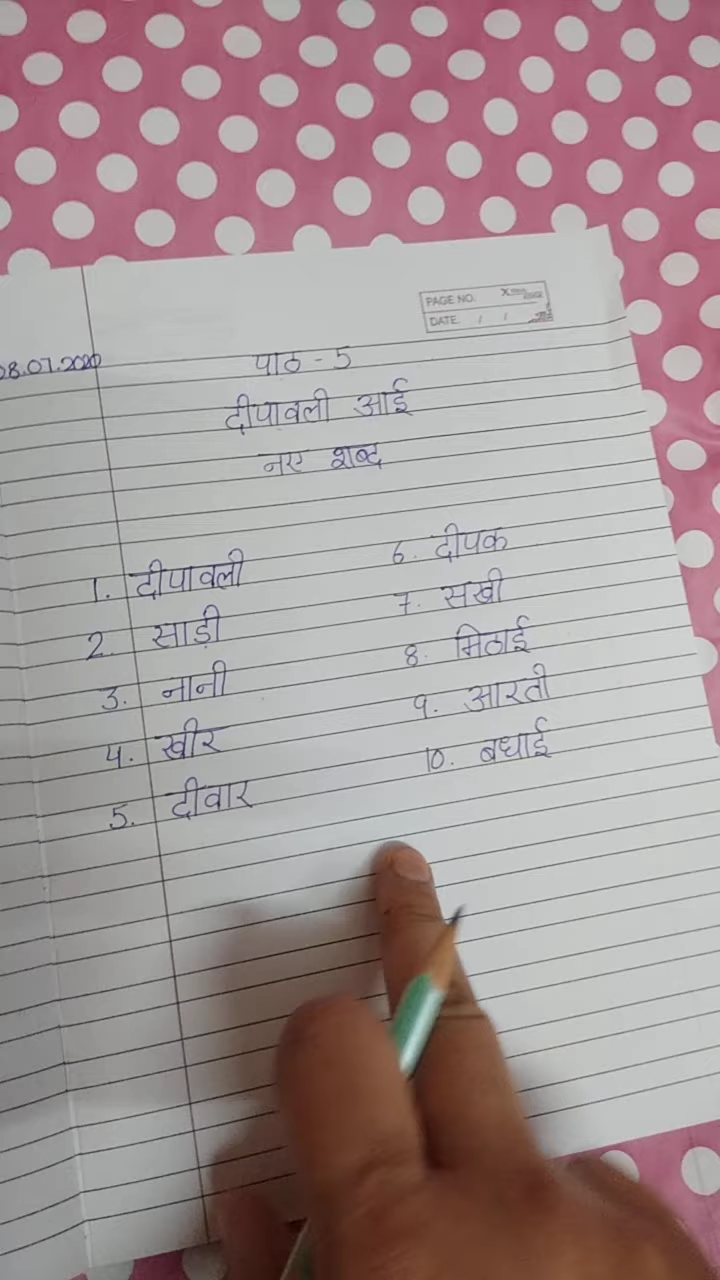 PAGE NO.
DATE / /
08.07.2020
पाठ - 5
दीपावली आई
नए शब्द
1. दीपावली
2. साड़ी
3. नानी
4. खीर
5. दीवार
6. दीपक
7. सखी
8. मिठाई
9. आरती
10. बधाई